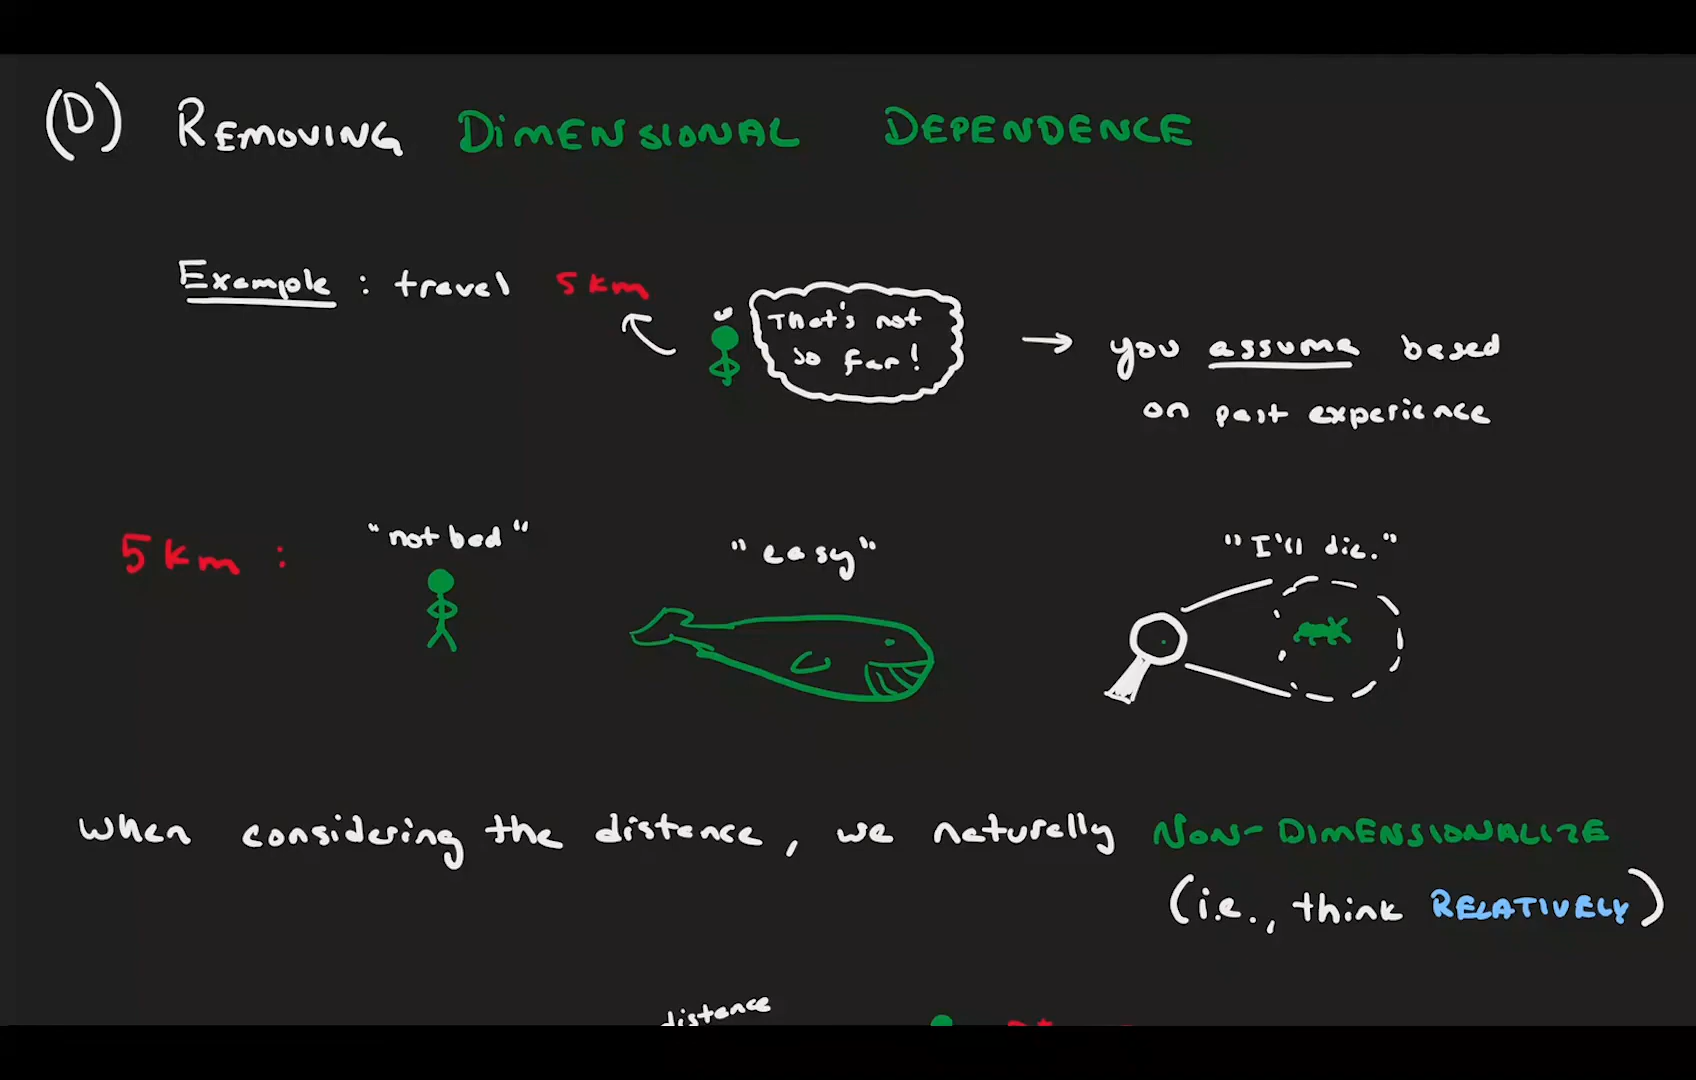 (D) REMOVING DIMENSIONAL DEPENDENCE
Example : travel 5 km
That's not
so far!
→ you assume based
on past experience
5 km :
"not bad"
"easy"
"I'll die."
When considering the distance, we naturally NON-DIMENSIONALIZE
(i.e., think RELATIVELY)
distance